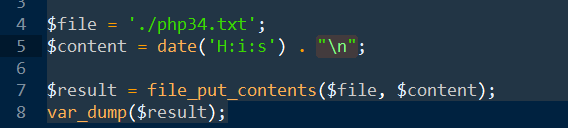 4 $file = './php34.txt';
5 $content = date('H:i:s') . "\n";
6
7 $result = file_put_contents($file, $content);
8 var_dump($result);